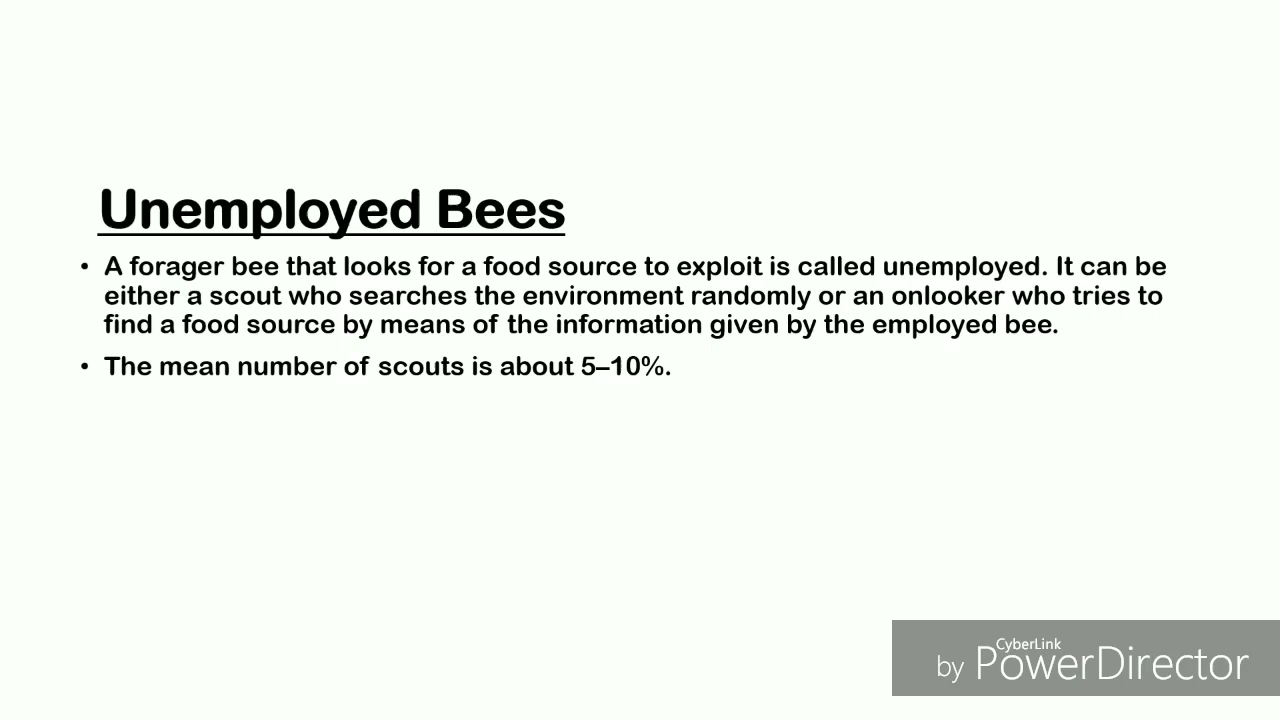 Unemployed Bees
• A forager bee that looks for a food source to exploit is called unemployed. It can be
either a scout who searches the environment randomly or an onlooker who tries to
find a food source by means of the information given by the employed bee.
• The mean number of scouts is about 5–10%.
CyberLink
by PowerDirector